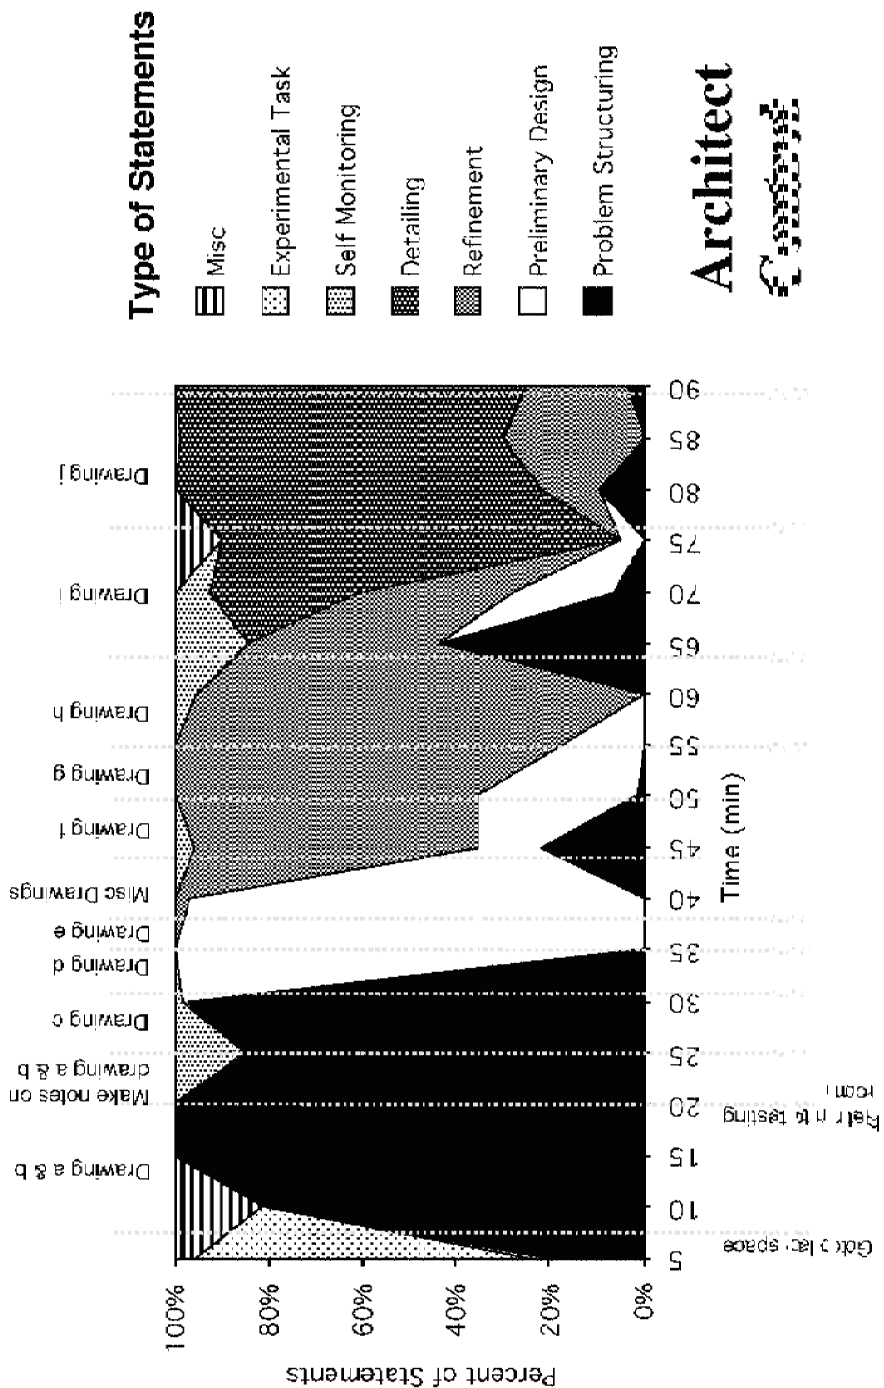 Type of Statements
Misc
Experimental Task
Self Monitoring
Detailing
Refinement
Preliminary Design
Problem Structuring
Architect
Control
Drawing a & b
Make notes on
drawing a & b
Drawing c
Drawing d
Drawing e
Misc Drawings
Drawing f
Drawing g
Drawing h
Drawing i
Drawing j
Percent of Statements
100%
80%
60%
40%
20%
0%
5
10
15
20
25
30
35
40
45
50
55
60
65
70
75
80
85
90
Time (min)
space
testing